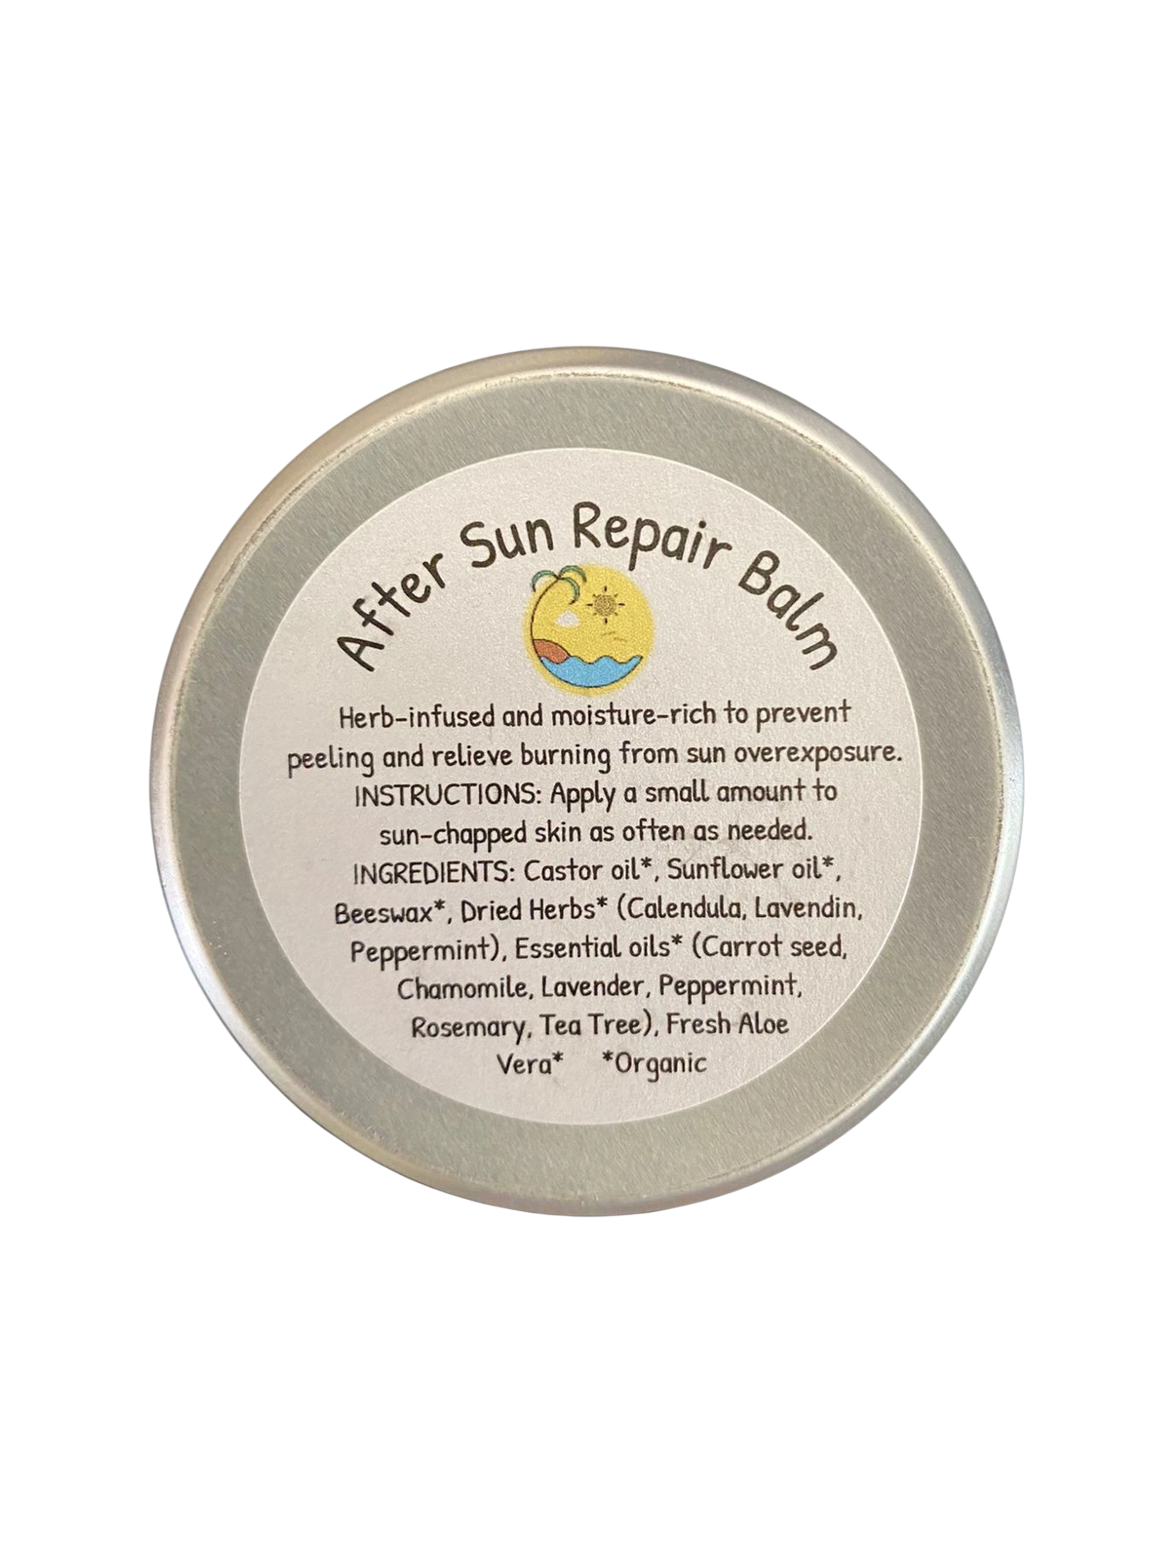 After Sun Repair Balm
Herb-infused and moisture-rich to prevent
peeling and relieve burning from sun overexposure.
INSTRUCTIONS: Apply a small amount to
sun-chapped skin as often as needed.
INGREDIENTS: Castor oil*, Sunflower oil*,
Beeswax*, Dried Herbs* (Calendula, Lavendin,
Peppermint), Essential oils* (Carrot seed,
Chamomile, Lavender, Peppermint,
Rosemary, Tea Tree), Fresh Aloe
Vera* *Organic